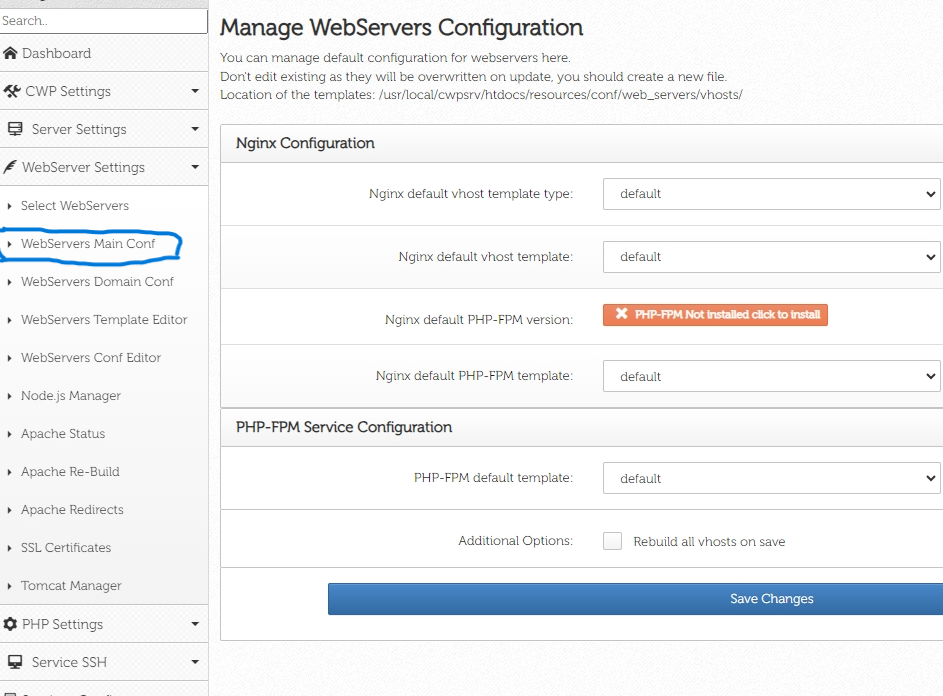 Search..
Dashboard
CWP Settings
Server Settings
WebServer Settings
Select WebServers
WebServers Main Conf
WebServers Domain Conf
WebServers Template Editor
WebServers Conf Editor
Node.js Manager
Apache Status
Apache Re-Build
Apache Redirects
SSL Certificates
Tomcat Manager
PHP Settings
Service SSH
Manage WebServers Configuration
You can manage default configuration for webservers here.
Don't edit existing as they will be overwritten on update, you should create a new file.
Location of the templates: /usr/local/cwpsrv/htdocs/resources/conf/web_servers/vhosts/
Nginx Configuration
Nginx default vhost template type: default
Nginx default vhost template: default
Nginx default PHP-FPM version: PHP-FPM Not installed click to install
Nginx default PHP-FPM template: default
PHP-FPM Service Configuration
PHP-FPM default template: default
Additional Options: Rebuild all vhosts on save
Save Changes